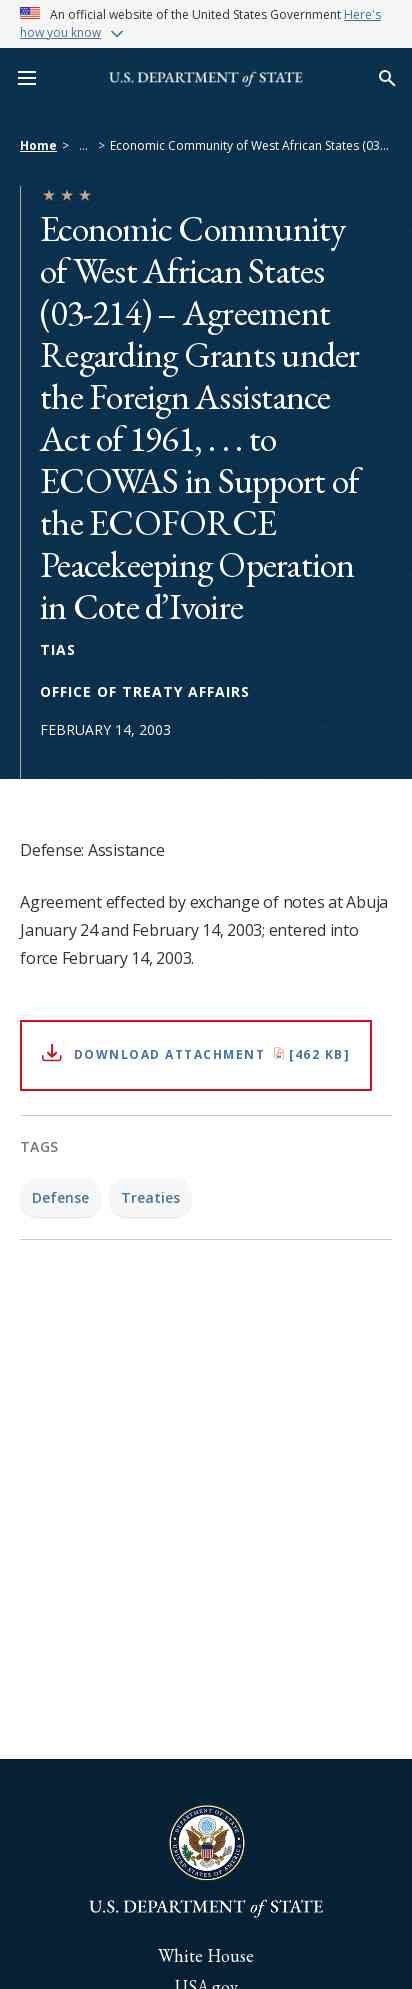 An official website of the United States Government Here's
how you know
U.S. DEPARTMENT of STATE
Home > ... > Economic Community of West African States (03...
Economic Community
of West African States
(03-214) – Agreement
Regarding Grants under
the Foreign Assistance
Act of 1961, . . . to
ECOWAS in Support of
the ECOFORCE
Peacekeeping Operation
in Cote d’Ivoire
TIAS
OFFICE OF TREATY AFFAIRS
FEBRUARY 14, 2003
Defense: Assistance
Agreement effected by exchange of notes at Abuja
January 24 and February 14, 2003; entered into
force February 14, 2003.
DOWNLOAD ATTACHMENT [462 KB]
TAGS
Defense Treaties
U.S. DEPARTMENT of STATE
White House
USA.gov